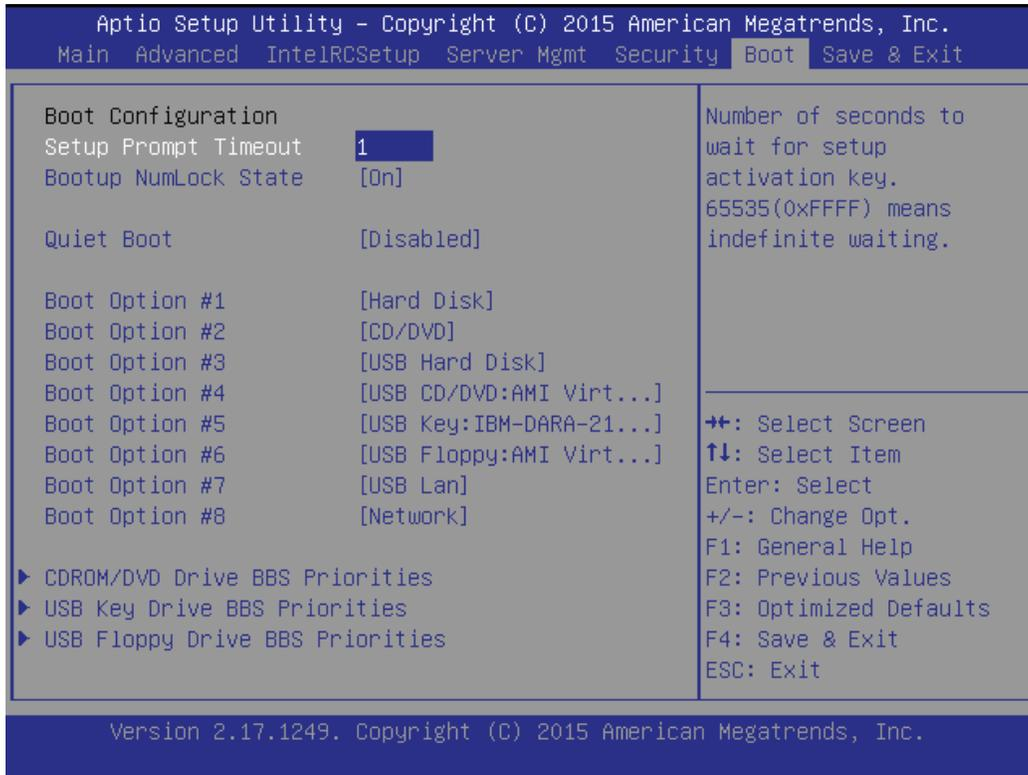 Aptio Setup Utility – Copyright (C) 2015 American Megatrends, Inc.
Main Advanced IntelRCSetup Server Mgmt Security Boot Save & Exit
Boot Configuration
Setup Prompt Timeout 1
Bootup NumLock State [On]
Quiet Boot [Disabled]
Boot Option #1 [Hard Disk]
Boot Option #2 [CD/DVD]
Boot Option #3 [USB Hard Disk]
Boot Option #4 [USB CD/DVD:AMI Virt...]
Boot Option #5 [USB Key:IBM-DARA-21...]
Boot Option #6 [USB Floppy:AMI Virt...]
Boot Option #7 [USB Lan]
Boot Option #8 [Network]
▶ CDROM/DVD Drive BBS Priorities
▶ USB Key Drive BBS Priorities
▶ USB Floppy Drive BBS Priorities
Number of seconds to
wait for setup
activation key.
65535(0xFFFF) means
indefinite waiting.
→←: Select Screen
↑↓: Select Item
Enter: Select
+/-: Change Opt.
F1: General Help
F2: Previous Values
F3: Optimized Defaults
F4: Save & Exit
ESC: Exit
Version 2.17.1249. Copyright (C) 2015 American Megatrends, Inc.